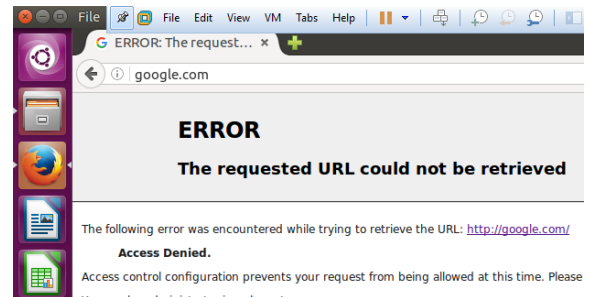 File File Edit View VM Tabs Help
G ERROR: The request... ×
google.com
ERROR
The requested URL could not be retrieved
The following error was encountered while trying to retrieve the URL: http://google.com/
Access Denied.
Access control configuration prevents your request from being allowed at this time. Please